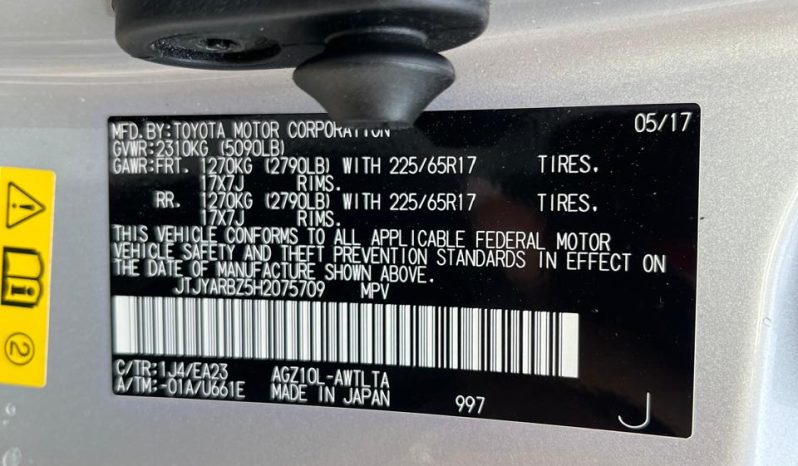 MFD.BY:TOYOTA MOTOR CORPORATION 05/17
GVWR:2310KG (5090LB)
GAWR:FRT. 1270KG (2790LB) WITH 225/65R17 TIRES.
17X7J RIMS.
RR. 1270KG (2790LB) WITH 225/65R17 TIRES.
17X7J RIMS.
THIS VEHICLE CONFORMS TO ALL APPLICABLE FEDERAL MOTOR
VEHICLE SAFETY AND THEFT PREVENTION STANDARDS IN EFFECT ON
THE DATE OF MANUFACTURE SHOWN ABOVE.
JTJYARBZ5H2075709 MPV
C/TR:1J4/EA23 AGZ10L-AWTLTA
A/TM:-01A/U661E MADE IN JAPAN 997 J
2